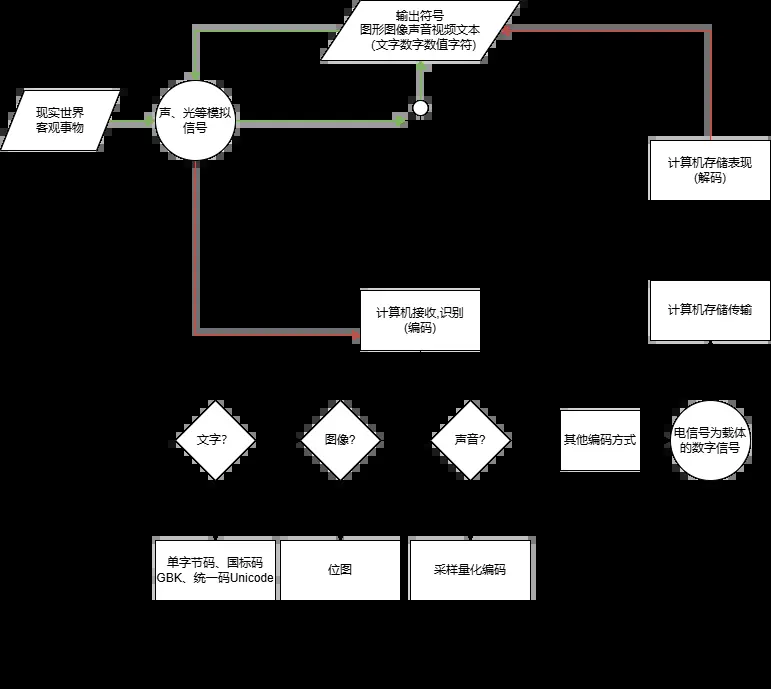 输出符号
图形图像声音视频文本
(文字数字数值字符)
现实世界
客观事物
声、光等模拟
信号
计算机存储表现
(解码)
计算机接收,识别
(编码)
计算机存储传输
文字?
图像?
声音?
其他编码方式
电信号为载体
的数字信号
单字节码、国标码
GBK、统一码Unicode
位图
采样量化编码